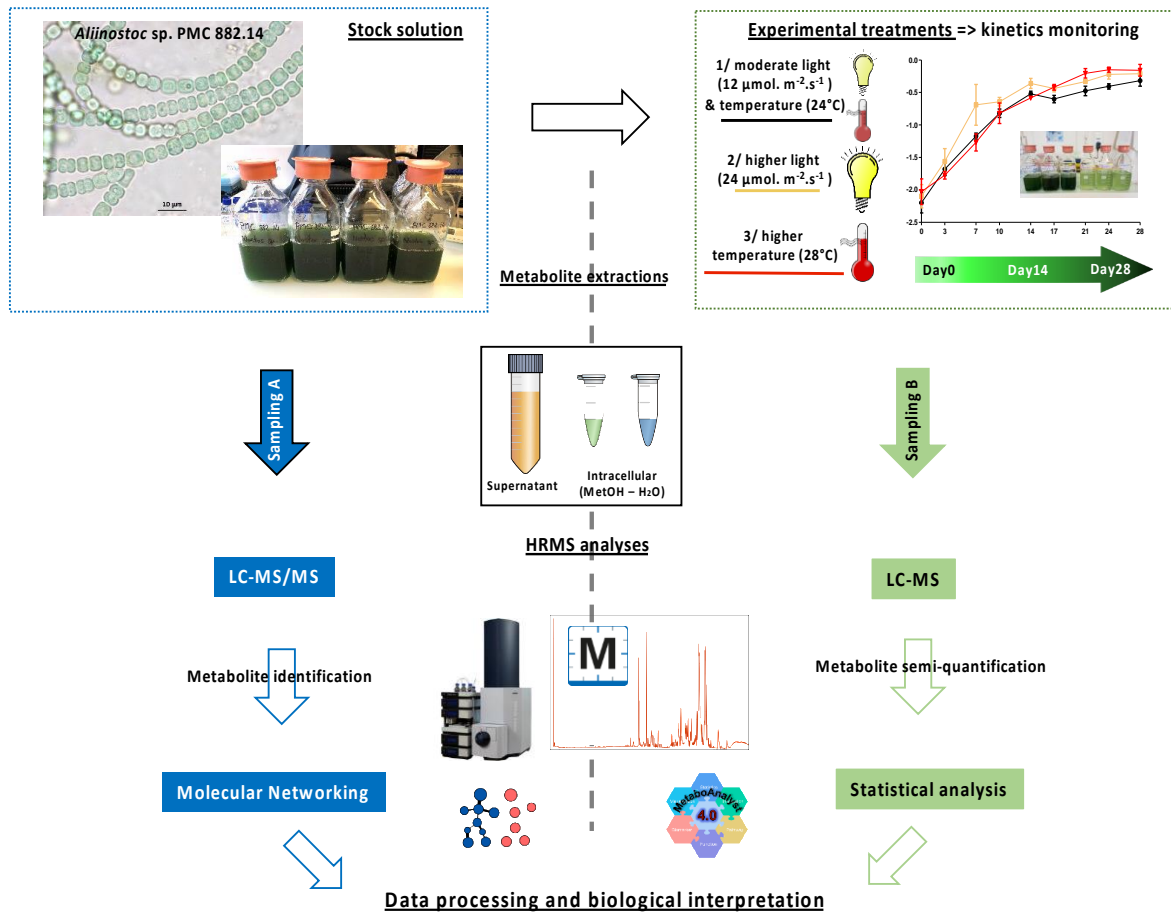 Aliinostoc sp. PMC 882.14
Stock solution
10 µm
Experimental treatments => kinetics monitoring
1/ moderate light
(12 µmol. m⁻².s⁻¹ )
& temperature (24°C)
2/ higher light
(24 µmol. m⁻².s⁻¹ )
3/ higher
temperature (28°C)
0.0
-0.5
-1.0
-1.5
-2.0
-2.5
0 3 7 10 14 17 21 24 28
Day0 Day14 Day28
Metabolite extractions
Sampling A
Supernatant
Intracellular
(MetOH – H₂O)
Sampling B
HRMS analyses
LC-MS/MS
LC-MS
M
Metabolite identification
Metabolite semi-quantification
Molecular Networking
MetaboAnalyst
4.0
Statistical analysis
Data processing and biological interpretation